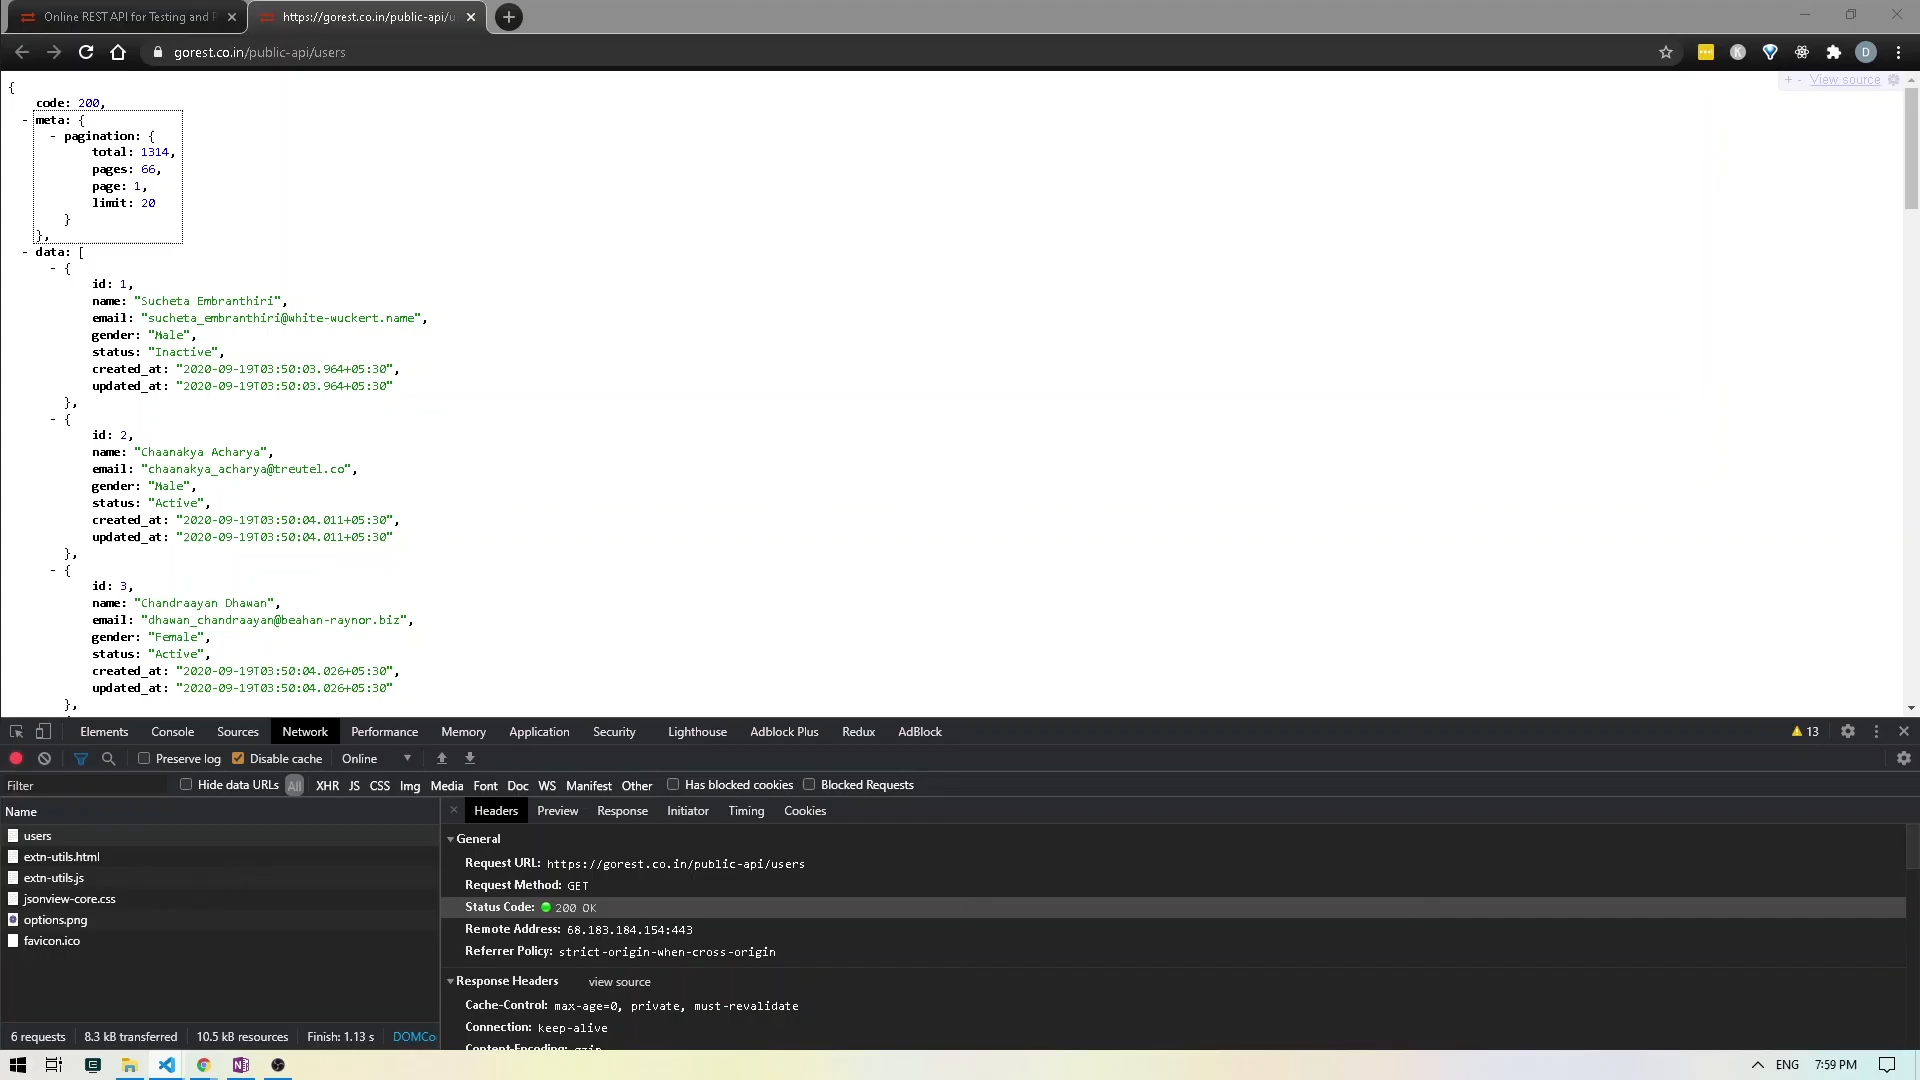 Online REST API for Testing and P
https://gorest.co.in/public-api/u
gorest.co.in/public-api/users
D
+ - View source
{
code: 200,
- meta: {
- pagination: {
total: 1314,
pages: 66,
page: 1,
limit: 20
}
},
- data: [
- {
id: 1,
name: "Sucheta Embranthiri",
email: "sucheta_embranthiri@white-wuckert.name",
gender: "Male",
status: "Inactive",
created_at: "2020-09-19T03:50:03.964+05:30",
updated_at: "2020-09-19T03:50:03.964+05:30"
},
- {
id: 2,
name: "Chaanakya Acharya",
email: "chaanakya_acharya@treutel.co",
gender: "Male",
status: "Active",
created_at: "2020-09-19T03:50:04.011+05:30",
updated_at: "2020-09-19T03:50:04.011+05:30"
},
- {
id: 3,
name: "Chandraayan Dhawan",
email: "dhawan_chandraayan@beahan-raynor.biz",
gender: "Female",
status: "Active",
created_at: "2020-09-19T03:50:04.026+05:30",
updated_at: "2020-09-19T03:50:04.026+05:30"
},
Elements Console Sources Network Performance Memory Application Security Lighthouse Adblock Plus Redux AdBlock 13
Preserve log Disable cache Online
Filter Hide data URLs All XHR JS CSS Img Media Font Doc WS Manifest Other Has blocked cookies Blocked Requests
Name
users
extn-utils.html
extn-utils.js
jsonview-core.css
options.png
favicon.ico
6 requests 8.3 kB transferred 10.5 kB resources Finish: 1.13 s DOMCo
Headers Preview Response Initiator Timing Cookies
General
Request URL: https://gorest.co.in/public-api/users
Request Method: GET
Status Code: 200 OK
Remote Address: 68.183.184.154:443
Referrer Policy: strict-origin-when-cross-origin
Response Headers view source
Cache-Control: max-age=0, private, must-revalidate
Connection: keep-alive
Content-Encoding: gzip
ENG 7:59 PM